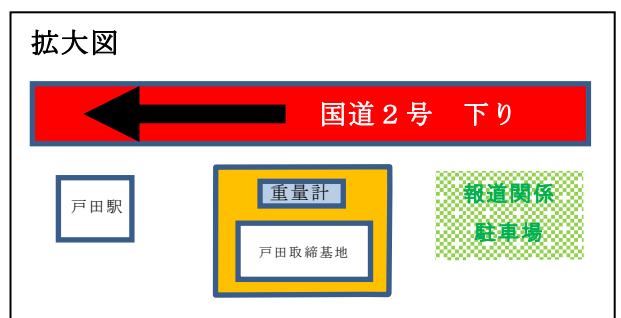 拡大図
国道２号　下り
戸田駅
重量計
戸田取締基地
報道関係
駐車場